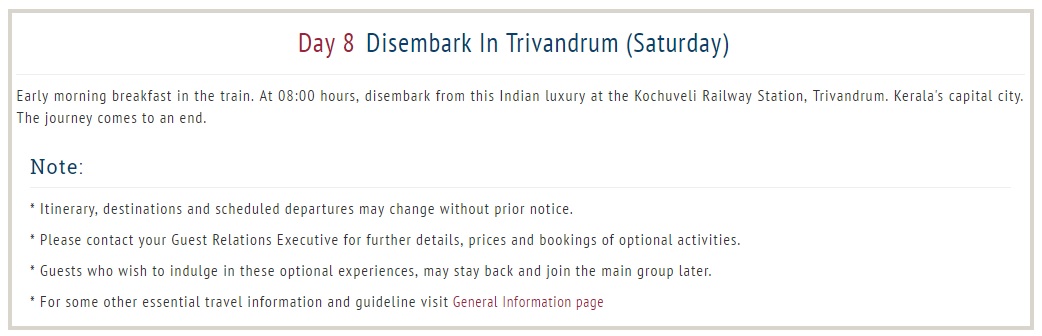 Day 8 Disembark In Trivandrum (Saturday)
Early morning breakfast in the train. At 08:00 hours, disembark from this Indian luxury at the Kochuveli Railway Station, Trivandrum. Kerala's capital city.
The journey comes to an end.
Note:
* Itinerary, destinations and scheduled departures may change without prior notice.
* Please contact your Guest Relations Executive for further details, prices and bookings of optional activities.
* Guests who wish to indulge in these optional experiences, may stay back and join the main group later.
* For some other essential travel information and guideline visit General Information page